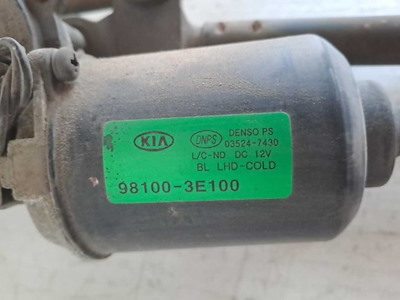 KIA DNPS DENSO PS
03524-7430
L/C-ND DC 12V
BL LHD-COLD
98100-3E100